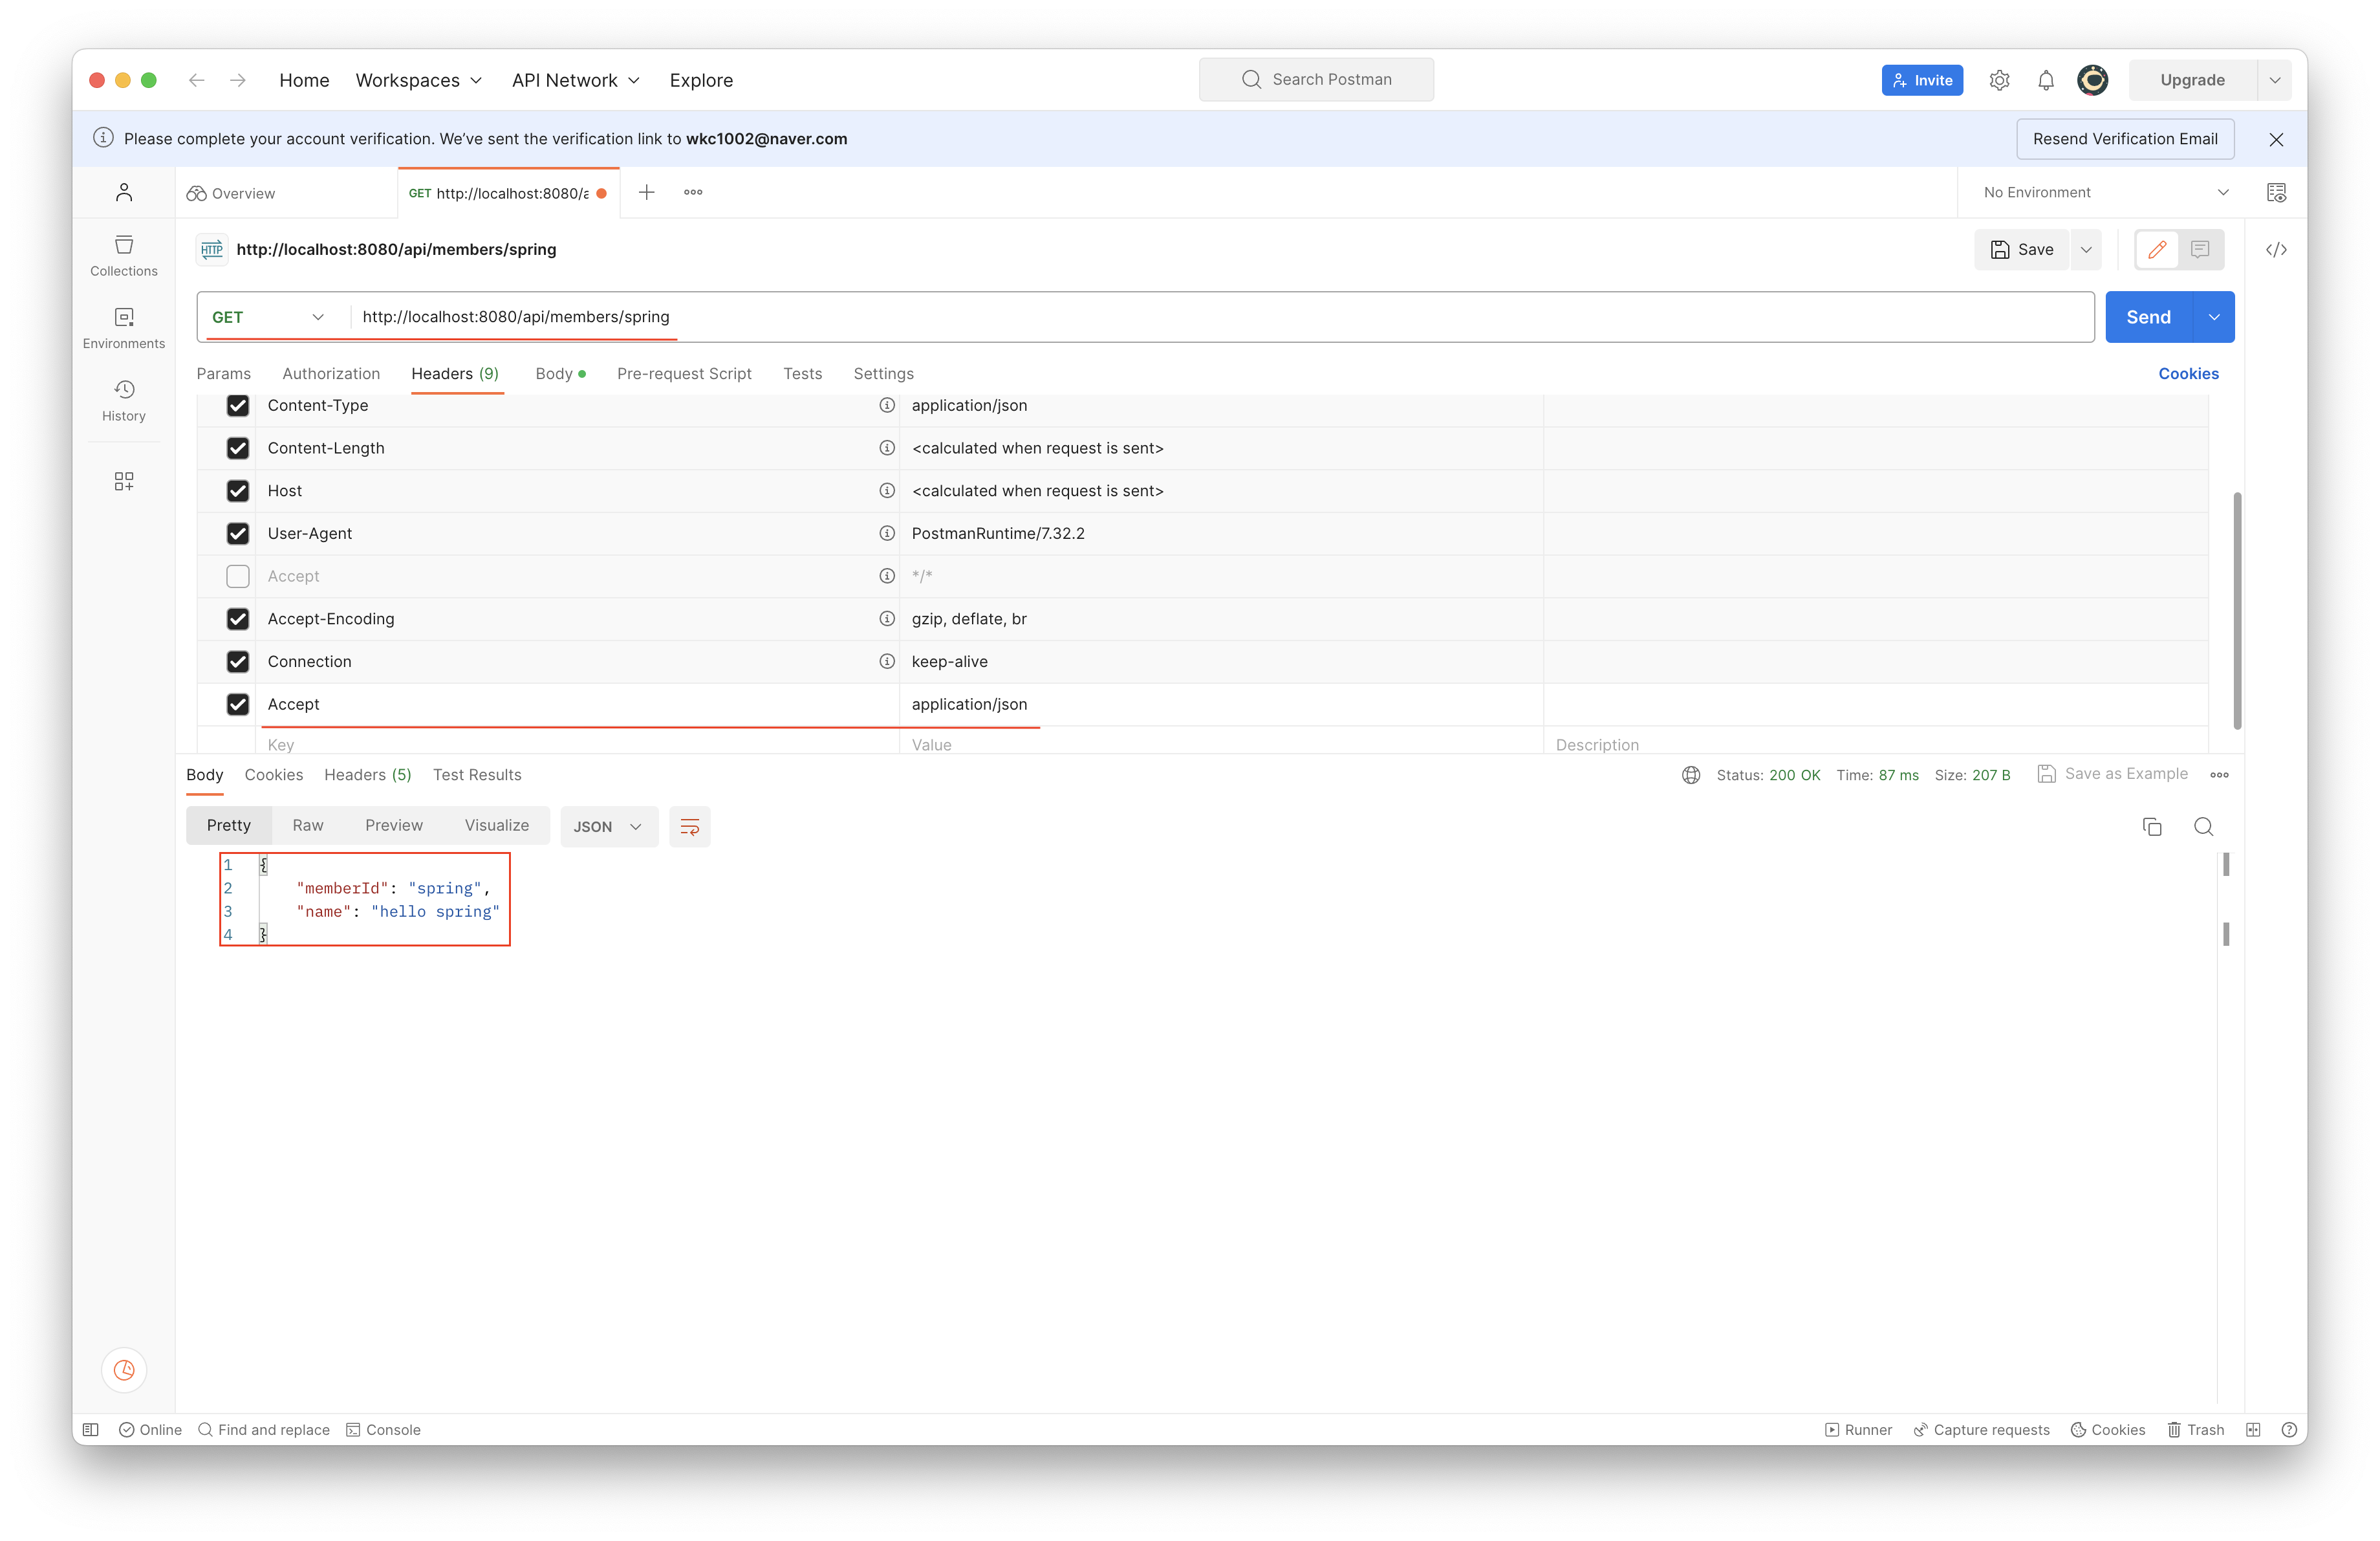 Home Workspaces API Network Explore Search Postman Invite Upgrade
Please complete your account verification. We've sent the verification link to wkc1002@naver.com Resend Verification Email
Overview GET http://localhost:8080/a No Environment
HTTP http://localhost:8080/api/members/spring Save
Collections
GET http://localhost:8080/api/members/spring Send
Environments
Params Authorization Headers (9) Body Pre-request Script Tests Settings Cookies
Content-Type application/json
History
Content-Length <calculated when request is sent>
Host <calculated when request is sent>
User-Agent PostmanRuntime/7.32.2
Accept */*
Accept-Encoding gzip, deflate, br
Connection keep-alive
Accept application/json
Key Value Description
Body Cookies Headers (5) Test Results Status: 200 OK Time: 87 ms Size: 207 B Save as Example
Pretty Raw Preview Visualize JSON
1 {
2 "memberId": "spring",
3 "name": "hello spring"
4 }
Online Find and replace Console Runner Capture requests Cookies Trash